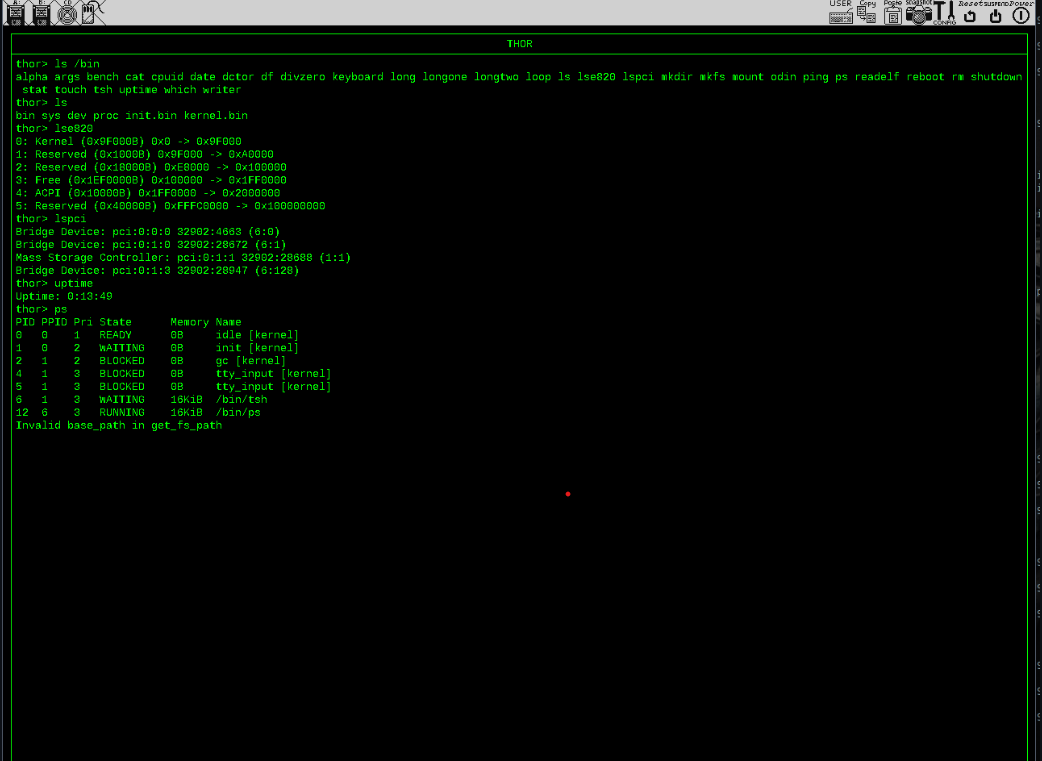 A: B: CD USER Copy Paste Snapshot CONFIG Reset SUSPEND Power
THOR
thor> ls /bin
alpha args bench cat cpuid date dctor df divzero keyboard long longone longtwo loop ls lse820 lspci mkdir mkfs mount odin ping ps readelf reboot rm shutdown
stat touch tsh uptime which writer
thor> ls
bin sys dev proc init.bin kernel.bin
thor> lse820
0: Kernel (0x9F000B) 0x0 -> 0x9F000
1: Reserved (0x1000B) 0x9F000 -> 0xA0000
2: Reserved (0x18000B) 0xE8000 -> 0x100000
3: Free (0x1EF0000B) 0x100000 -> 0x1FF0000
4: ACPI (0x10000B) 0x1FF0000 -> 0x2000000
5: Reserved (0x40000B) 0xFFFC0000 -> 0x100000000
thor> lspci
Bridge Device: pci:0:0:0 32902:4663 (6:0)
Bridge Device: pci:0:1:0 32902:28672 (6:1)
Mass Storage Controller: pci:0:1:1 32902:28688 (1:1)
Bridge Device: pci:0:1:3 32902:28947 (6:128)
thor> uptime
Uptime: 0:13:49
thor> ps
PID PPID Pri State Memory Name
0 0 1 READY 0B idle [kernel]
1 0 2 WAITING 0B init [kernel]
2 1 2 BLOCKED 0B gc [kernel]
4 1 3 BLOCKED 0B tty_input [kernel]
5 1 3 BLOCKED 0B tty_input [kernel]
6 1 3 WAITING 16KiB /bin/tsh
12 6 3 RUNNING 16KiB /bin/ps
Invalid base_path in get_fs_path